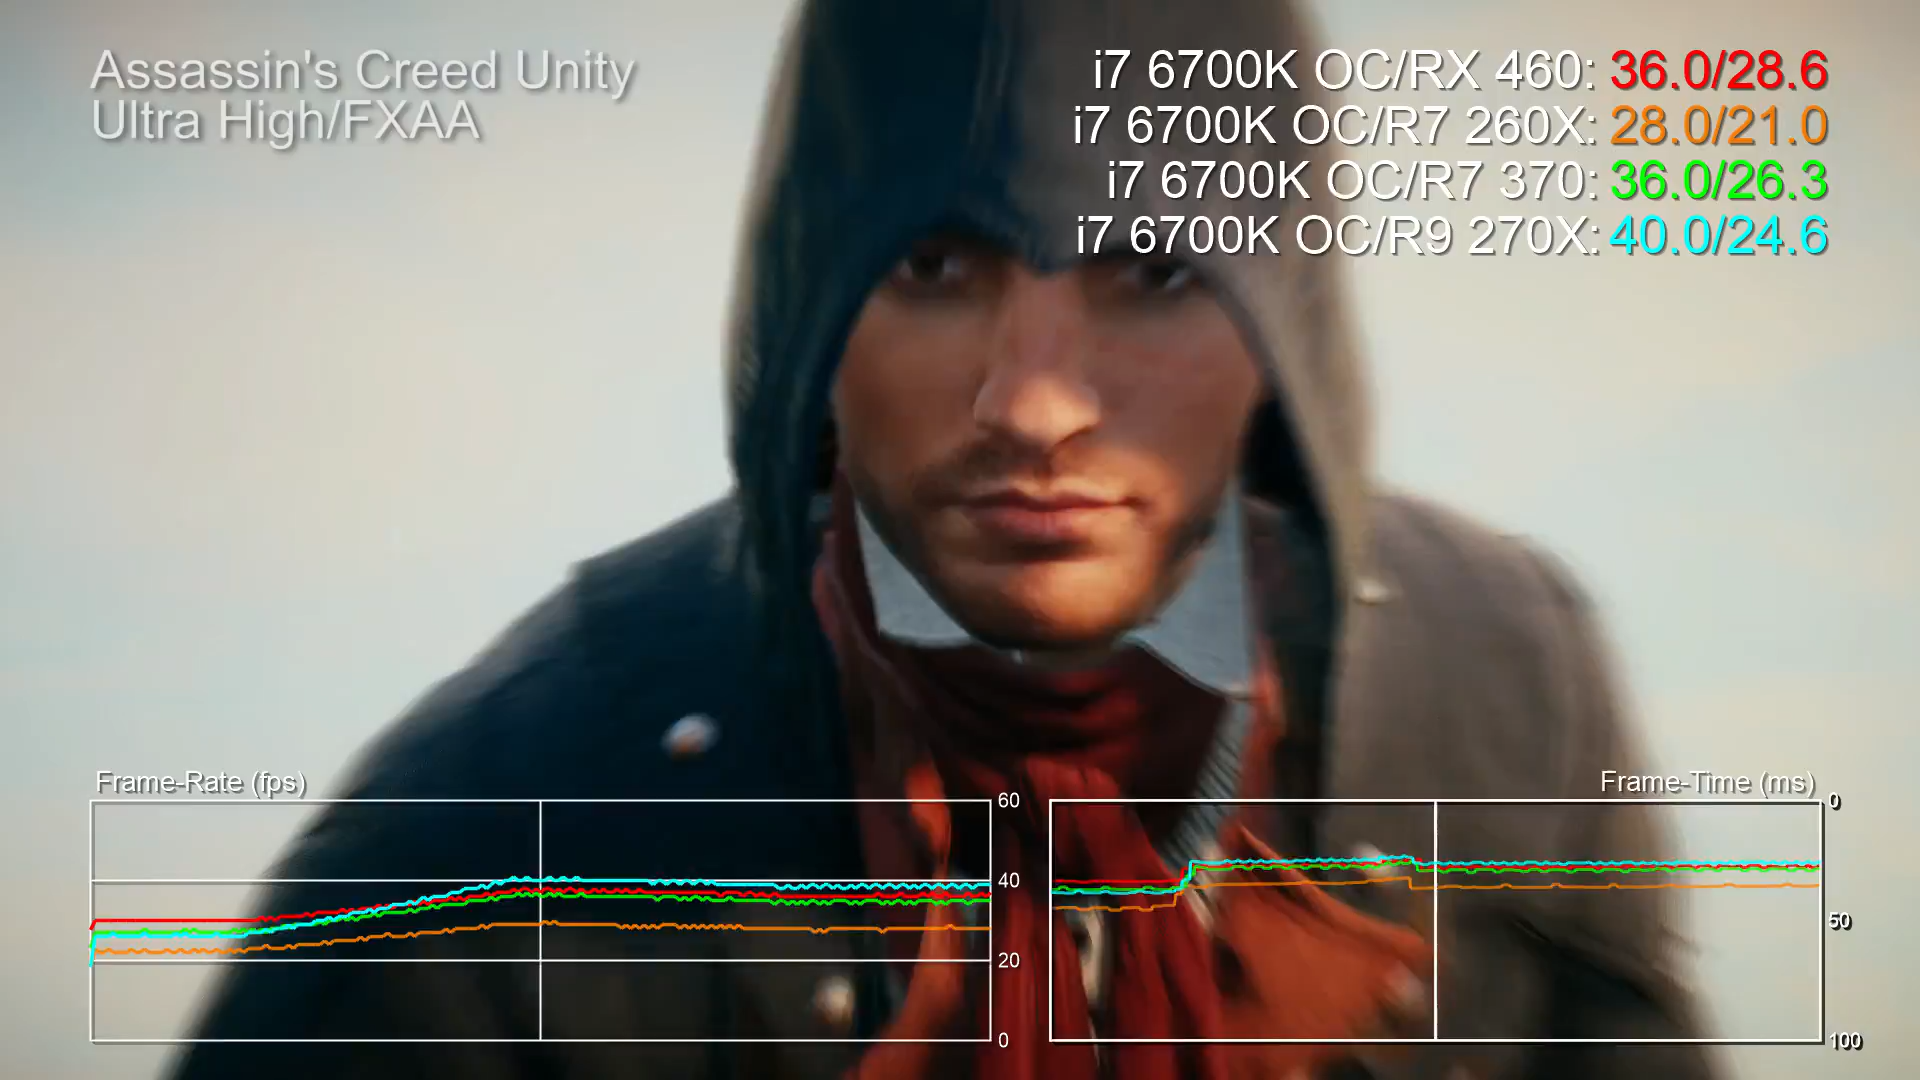 Assassin's Creed Unity
Ultra High/FXAA
i7 6700K OC/RX 460: 36.0/28.6
i7 6700K OC/R7 260X: 28.0/21.0
i7 6700K OC/R7 370: 36.0/26.3
i7 6700K OC/R9 270X: 40.0/24.6
Frame-Rate (fps)
60
40
20
0
Frame-Time (ms)
0
50
100